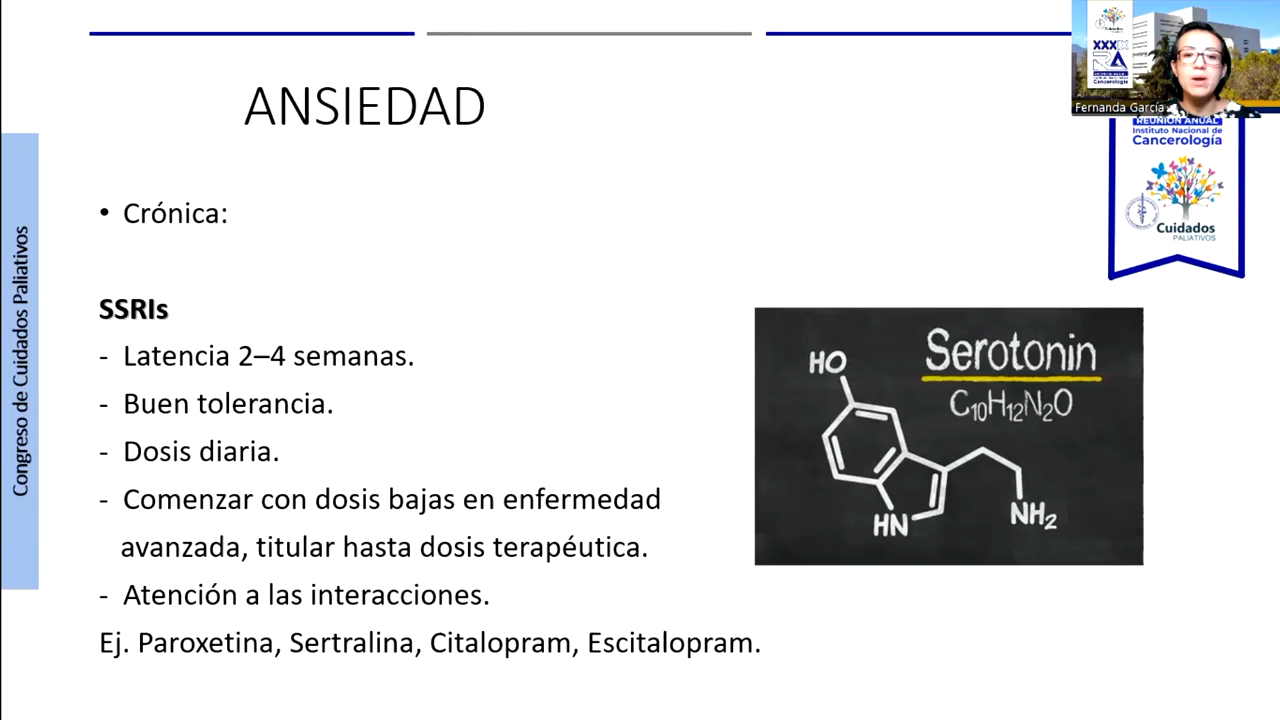 ANSIEDAD
• Crónica:
SSRIs
- Latencia 2–4 semanas.
- Buen tolerancia.
- Dosis diaria.
- Comenzar con dosis bajas en enfermedad
avanzada, titular hasta dosis terapéutica.
- Atención a las interacciones.
Ej. Paroxetina, Sertralina, Citalopram, Escitalopram.
Congreso de Cuidados Paliativos
Serotonin
C10H12N2O
HO
HN
NH2
Fernanda García
REUNIÓN ANUAL
Instituto Nacional de
Cancerología
Cuidados
PALIATIVOS